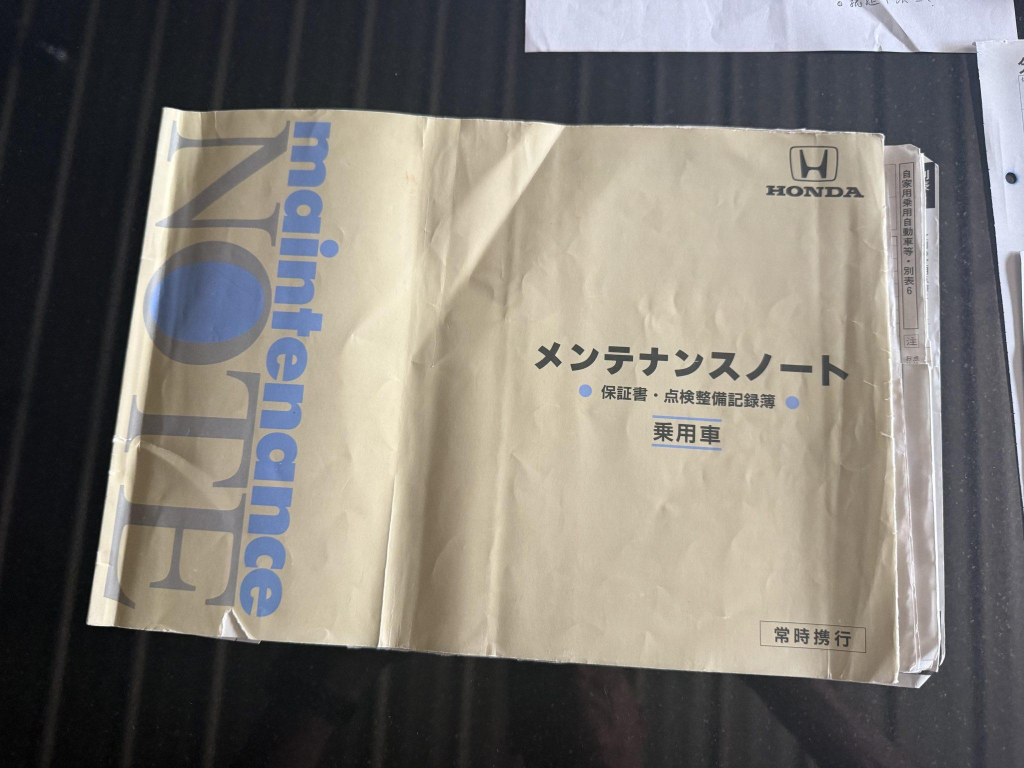 maintenance
NOTE
HONDA
メンテナンスノート
保証書・点検整備記録簿
乗用車
常時携行
自家用乗用自動車等・別表6
注